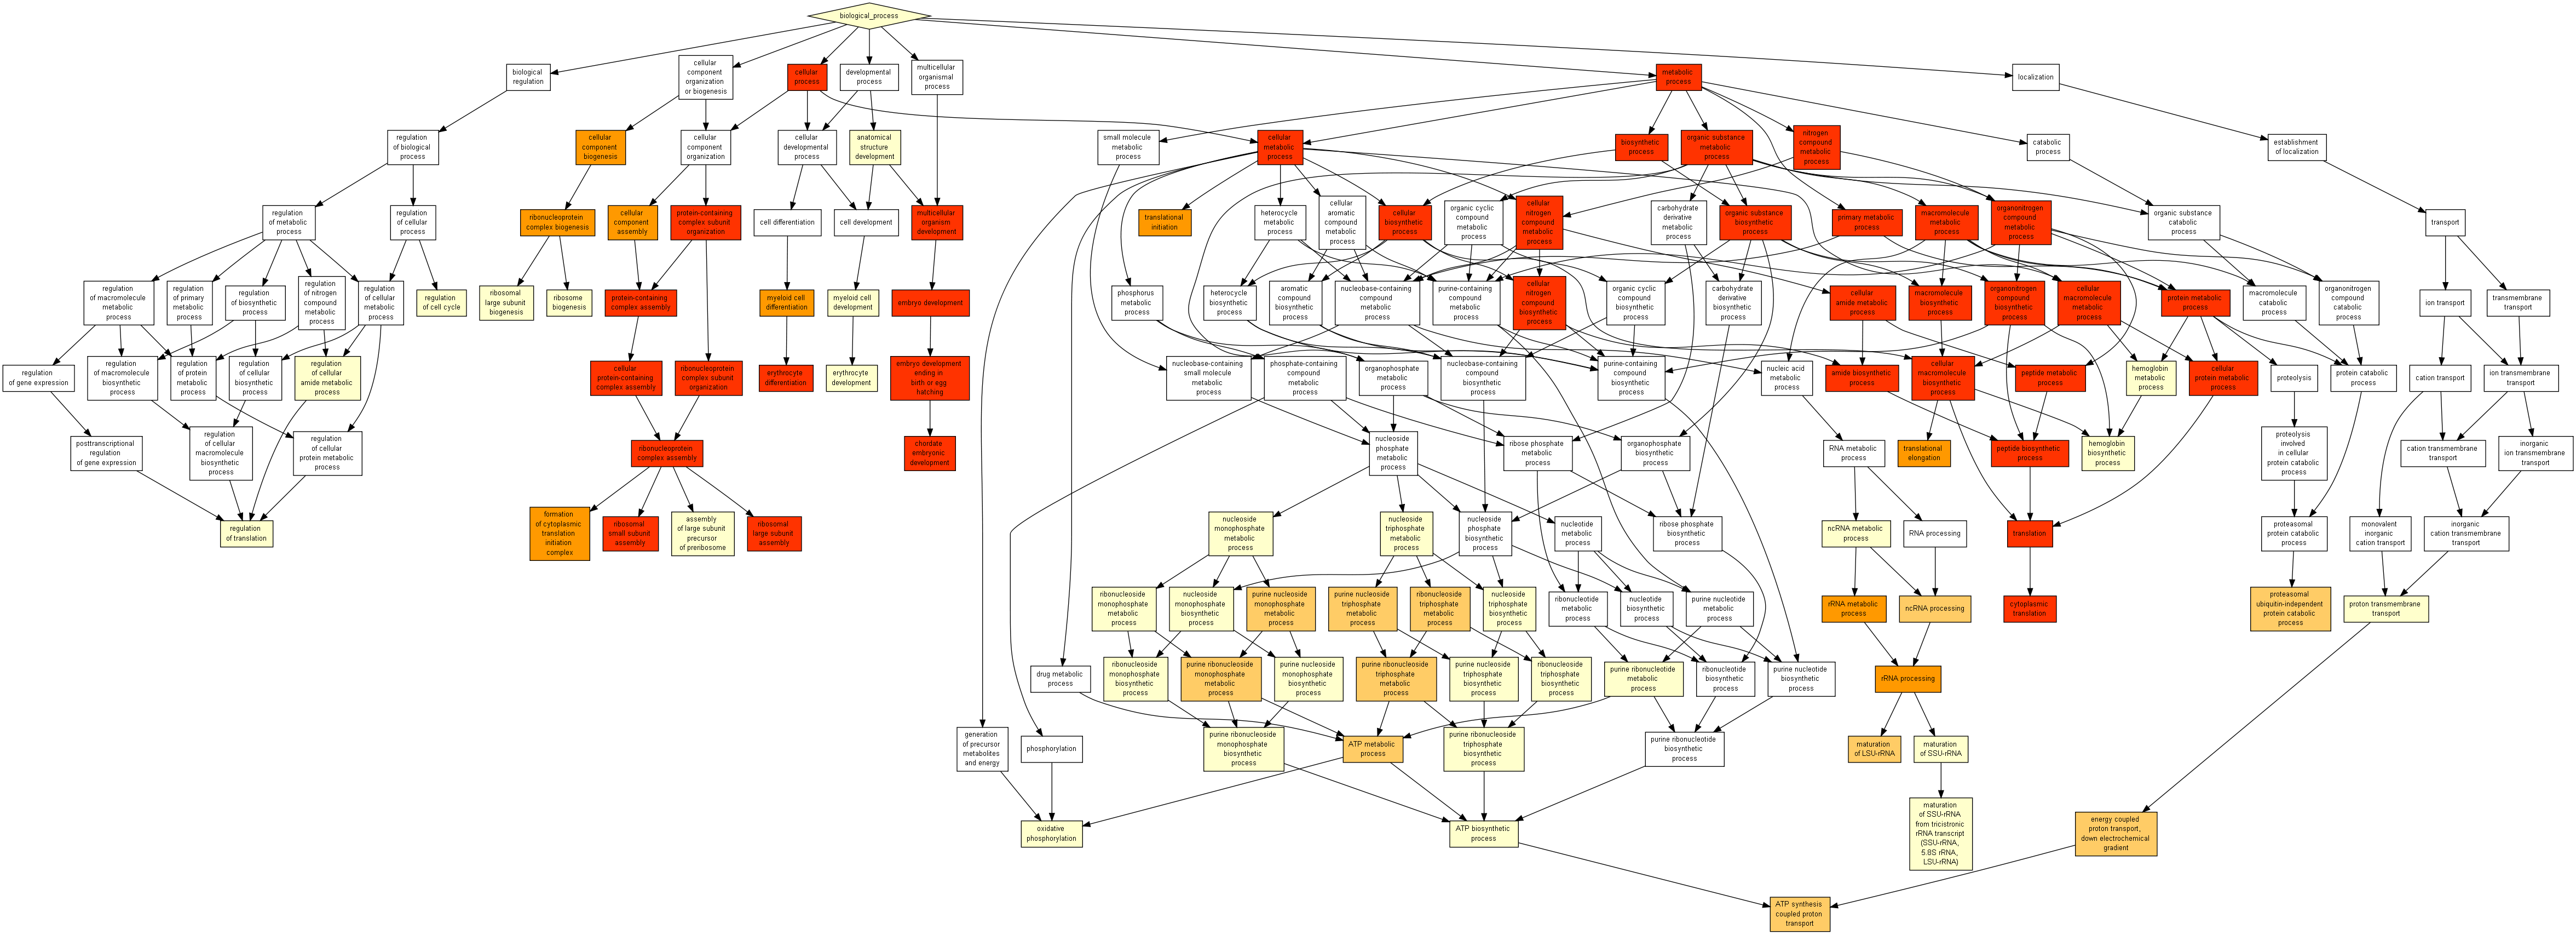 biological_process
biological
regulation
cellular
component
organization
or biogenesis
cellular
process
developmental
process
multicellular
organismal
process
metabolic
process
localization
regulation
of biological
process
cellular
component
biogenesis
cellular
component
organization
cellular
developmental
process
anatomical
structure
development
small molecule
metabolic
process
cellular
metabolic
process
biosynthetic
process
organic substance
metabolic
process
nitrogen
compound
metabolic
process
catabolic
process
establishment
of localization
regulation
of metabolic
process
regulation
of cellular
process
ribonucleoprotein
complex biogenesis
cellular
component
assembly
protein-containing
complex subunit
organization
cell differentiation
cell development
multicellular
organism
development
translational
initiation
heterocycle
metabolic
process
cellular
aromatic
compound
metabolic
process
cellular
biosynthetic
process
organic cyclic
compound
metabolic
process
cellular
nitrogen
compound
metabolic
process
carbohydrate
derivative
metabolic
process
organic substance
biosynthetic
process
primary metabolic
process
macromolecule
metabolic
process
organonitrogen
compound
metabolic
process
organic substance
catabolic
process
transport
regulation
of macromolecule
metabolic
process
regulation
of primary
metabolic
process
regulation
of biosynthetic
process
regulation
of nitrogen
compound
metabolic
process
regulation
of cellular
metabolic
process
regulation
of cell cycle
ribosomal
large subunit
biogenesis
ribosome
biogenesis
protein-containing
complex assembly
myeloid cell
differentiation
myeloid cell
development
embryo development
phosphorus
metabolic
process
heterocycle
biosynthetic
process
aromatic
compound
biosynthetic
process
nucleobase-containing
compound
metabolic
process
purine-containing
compound
metabolic
process
cellular
nitrogen
compound
biosynthetic
process
organic cyclic
compound
biosynthetic
process
carbohydrate
derivative
biosynthetic
process
cellular
amide metabolic
process
macromolecule
biosynthetic
process
organonitrogen
compound
biosynthetic
process
cellular
macromolecule
metabolic
process
protein metabolic
process
macromolecule
catabolic
process
organonitrogen
compound
catabolic
process
ion transport
transmembrane
transport
regulation
of gene expression
regulation
of macromolecule
biosynthetic
process
regulation
of protein
metabolic
process
regulation
of cellular
biosynthetic
process
regulation
of cellular
amide metabolic
process
cellular
protein-containing
complex assembly
ribonucleoprotein
complex subunit
organization
erythrocyte
differentiation
erythrocyte
development
embryo development
ending in
birth or egg
hatching
nucleobase-containing
small molecule
metabolic
process
phosphate-containing
compound
metabolic
process
organophosphate
metabolic
process
nucleobase-containing
compound
biosynthetic
process
purine-containing
compound
biosynthetic
process
nucleic acid
metabolic
process
amide biosynthetic
process
cellular
macromolecule
biosynthetic
process
peptide metabolic
process
hemoglobin
metabolic
process
cellular
protein metabolic
process
proteolysis
protein catabolic
process
cation transport
ion transmembrane
transport
posttranscriptional
regulation
of gene expression
regulation
of cellular
macromolecule
biosynthetic
process
regulation
of cellular
protein metabolic
process
ribonucleoprotein
complex assembly
chordate
embryonic
development
nucleoside
phosphate
metabolic
process
ribose phosphate
metabolic
process
organophosphate
biosynthetic
process
RNA metabolic
process
translational
elongation
peptide biosynthetic
process
hemoglobin
biosynthetic
process
proteolysis
involved
in cellular
protein catabolic
process
cation transmembrane
transport
inorganic
ion transmembrane
transport
regulation
of translation
formation
of cytoplasmic
translation
initiation
complex
ribosomal
small subunit
assembly
assembly
of large subunit
precursor
of preribosome
ribosomal
large subunit
assembly
nucleoside
monophosphate
metabolic
process
nucleoside
triphosphate
metabolic
process
nucleoside
phosphate
biosynthetic
process
nucleotide
metabolic
process
ribose phosphate
biosynthetic
process
ncRNA metabolic
process
RNA processing
translation
proteasomal
protein catabolic
process
monovalent
inorganic
cation transport
inorganic
cation transmembrane
transport
ribonucleoside
monophosphate
metabolic
process
nucleoside
monophosphate
biosynthetic
process
purine nucleoside
monophosphate
metabolic
process
purine nucleoside
triphosphate
metabolic
process
ribonucleoside
triphosphate
metabolic
process
nucleoside
triphosphate
biosynthetic
process
ribonucleotide
metabolic
process
nucleotide
biosynthetic
process
purine nucleotide
metabolic
process
rRNA metabolic
process
ncRNA processing
cytoplasmic
translation
proteasomal
ubiquitin-independent
protein catabolic
process
proton transmembrane
transport
drug metabolic
process
ribonucleoside
monophosphate
biosynthetic
process
purine ribonucleoside
monophosphate
metabolic
process
purine nucleoside
monophosphate
biosynthetic
process
purine ribonucleoside
triphosphate
metabolic
process
purine nucleoside
triphosphate
biosynthetic
process
ribonucleoside
triphosphate
biosynthetic
process
purine ribonucleotide
metabolic
process
ribonucleotide
biosynthetic
process
purine nucleotide
biosynthetic
process
rRNA processing
generation
of precursor
metabolites
and energy
phosphorylation
purine ribonucleoside
monophosphate
biosynthetic
process
ATP metabolic
process
purine ribonucleoside
triphosphate
biosynthetic
process
purine ribonucleotide
biosynthetic
process
maturation
of LSU-rRNA
maturation
of SSU-rRNA
oxidative
phosphorylation
ATP biosynthetic
process
maturation
of SSU-rRNA
from tricistronic
rRNA transcript
(SSU-rRNA,
5.8S rRNA,
LSU-rRNA)
energy coupled
proton transport,
down electrochemical
gradient
ATP synthesis
coupled proton
transport